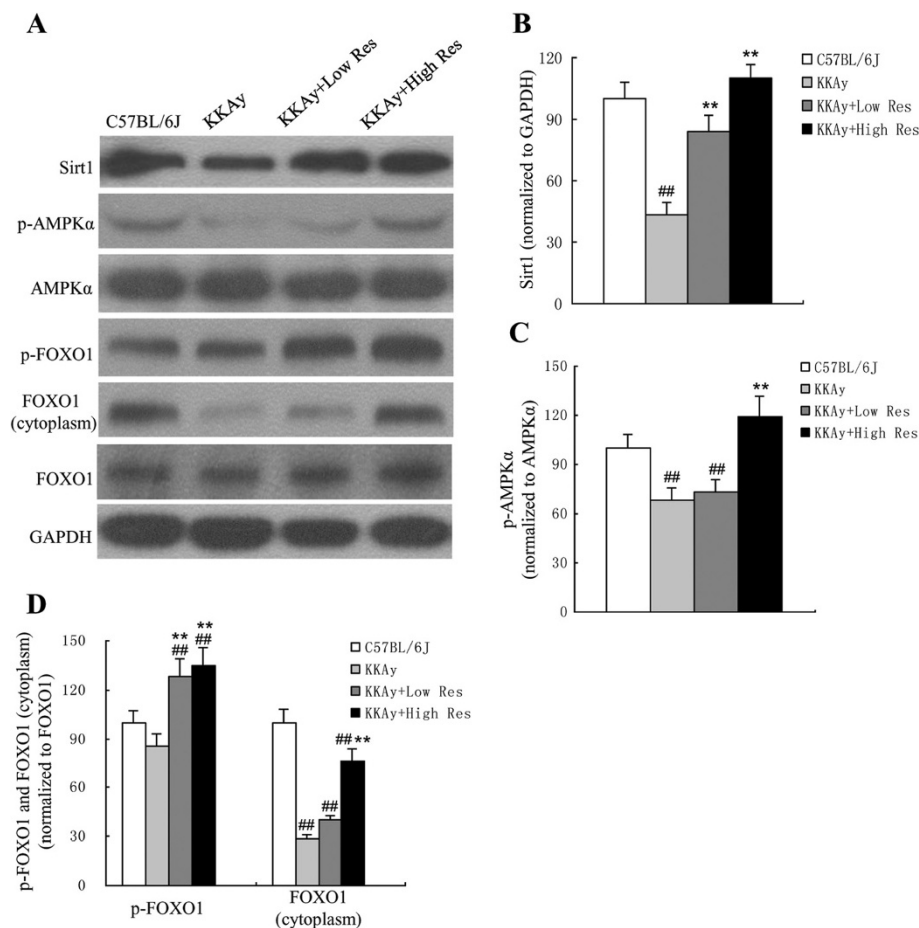 A
C57BL/6J
KKAy
KKAy+Low Res
KKAy+High Res
Sirt1
p-AMPKα
AMPKα
p-FOXO1
FOXO1
(cytoplasm)
FOXO1
GAPDH
B
Sirt1 (normalized to GAPDH)
120
90
60
30
0
##
**
**
C57BL/6J
KKAy
KKAy+Low Res
KKAy+High Res
C
p-AMPKα
(normalized to AMPKα)
150
120
90
60
30
0
##
##
**
C57BL/6J
KKAy
KKAy+Low Res
KKAy+High Res
D
p-FOXO1 and FOXO1 (cytoplasm)
(normalized to FOXO1)
150
120
90
60
30
0
**
##
**
##
##
##
##**
C57BL/6J
KKAy
KKAy+Low Res
KKAy+High Res
p-FOXO1
FOXO1
(cytoplasm)